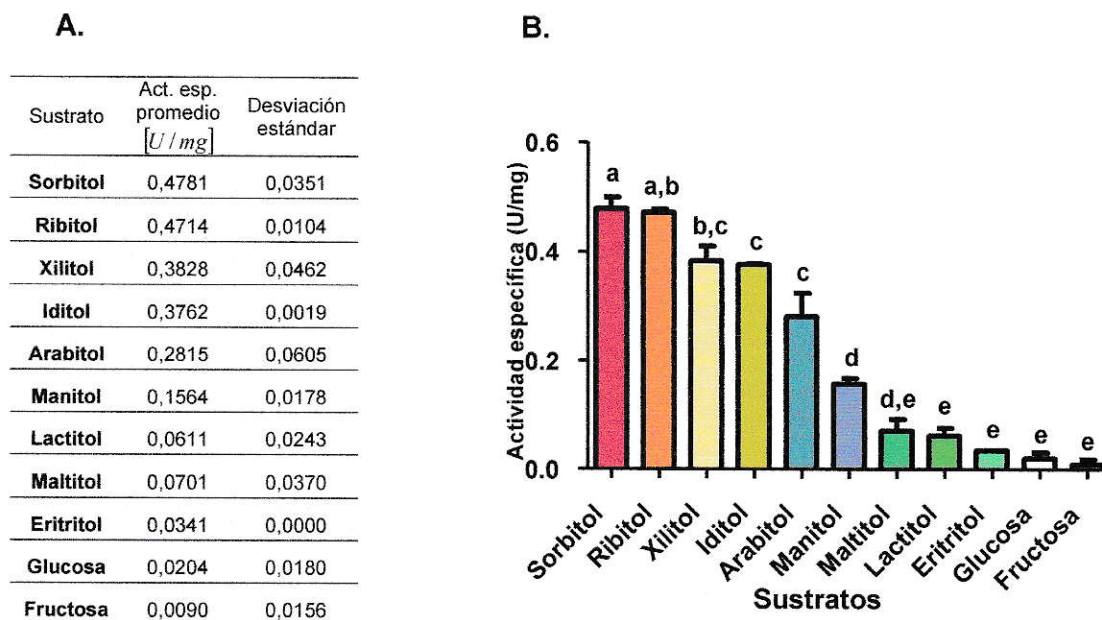 A.
Sustrato Act. esp. promedio [U / mg] Desviación estándar
Sorbitol 0,4781 0,0351
Ribitol 0,4714 0,0104
Xilitol 0,3828 0,0462
Iditol 0,3762 0,0019
Arabitol 0,2815 0,0605
Manitol 0,1564 0,0178
Lactitol 0,0611 0,0243
Maltitol 0,0701 0,0370
Eritritol 0,0341 0,0000
Glucosa 0,0204 0,0180
Fructosa 0,0090 0,0156
B.
Actividad específica (U/mg)
0.6
0.4
0.2
0.0
a a,b b,c c c d d,e e e e e
Sorbitol Ribitol Xilitol Iditol Arabitol Manitol Maltitol Lactitol Eritritol Glucosa Fructosa
Sustratos